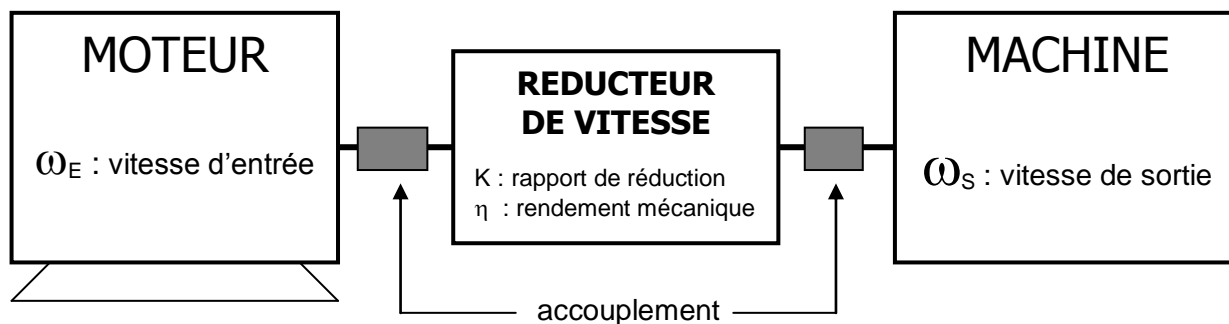 MOTEUR
ωE : vitesse d'entrée
REDUCTEUR
DE VITESSE
K : rapport de réduction
η : rendement mécanique
MACHINE
ωS : vitesse de sortie
accouplement